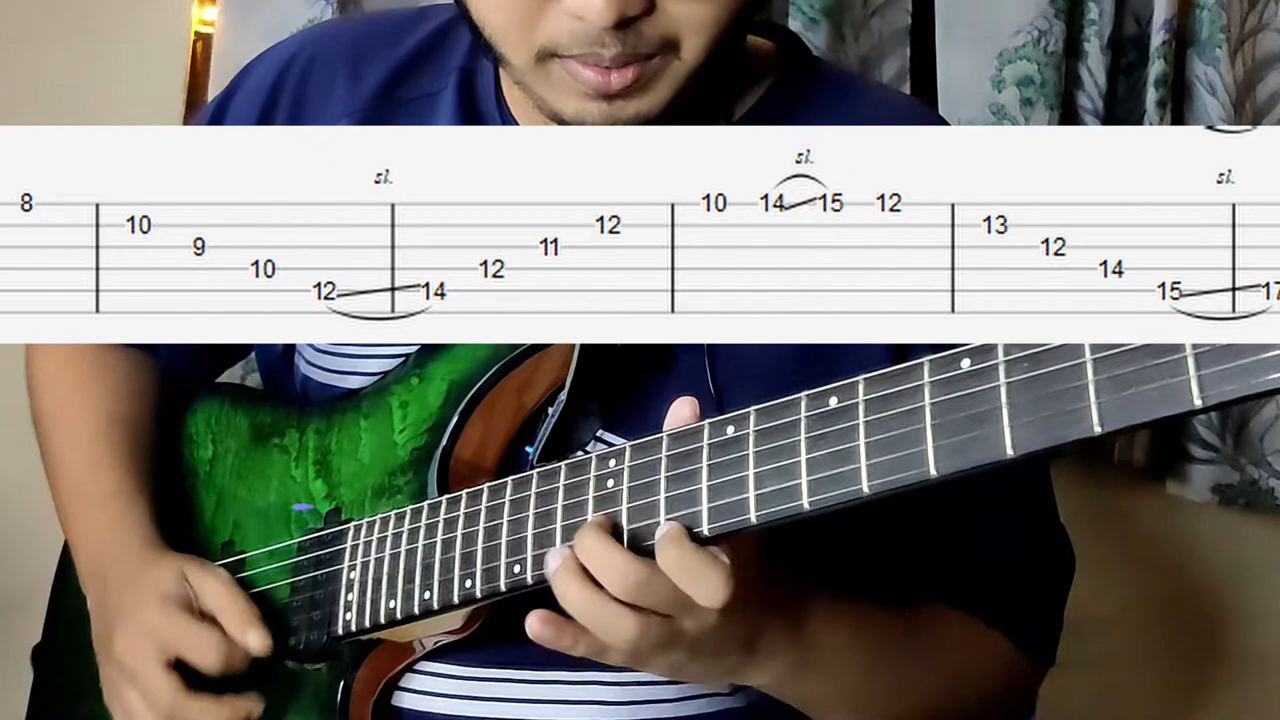 sl.
sl. sl.
8 10 14 15 12
10 12 13
9 11 12
10 12 14
12 14 15 17